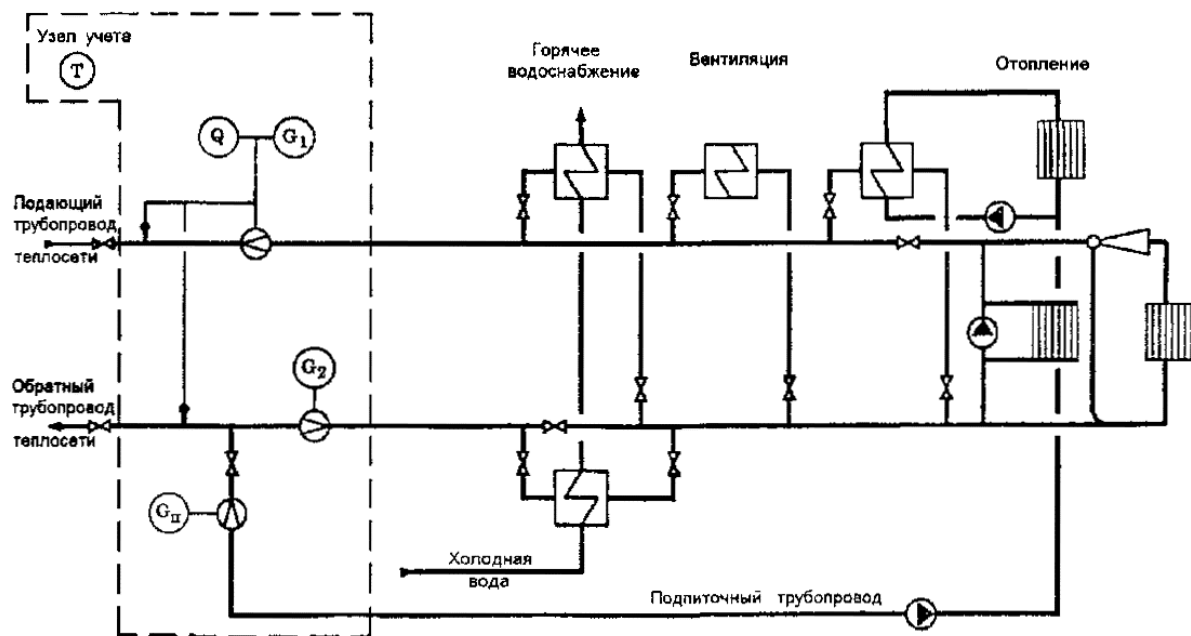 Узел учета
T
Горячее
водоснабжение
Вентиляция
Отопление
Q
G1
Подающий
трубопровод
теплосети
G2
Обратный
трубопровод
теплосети
Gп
Холодная
вода
Подпиточный трубопровод